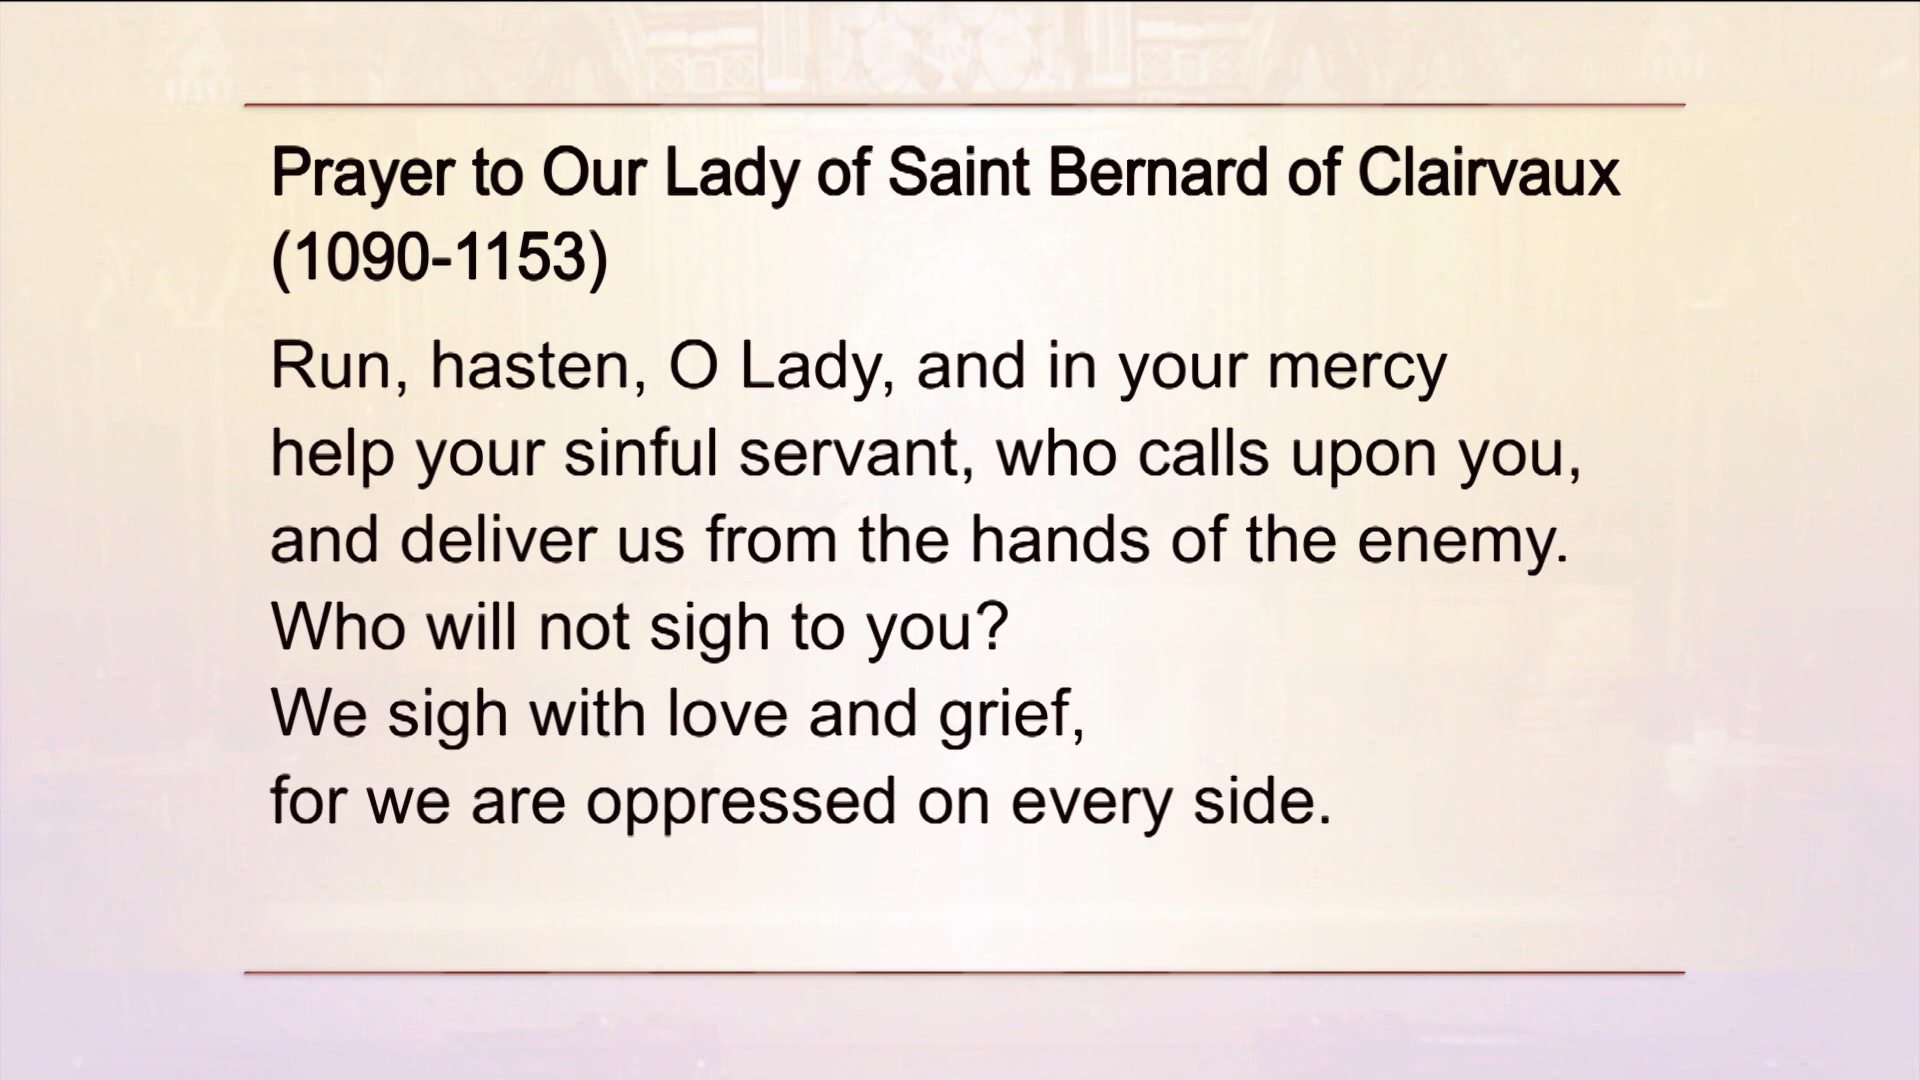 Prayer to Our Lady of Saint Bernard of Clairvaux
(1090-1153)
Run, hasten, O Lady, and in your mercy
help your sinful servant, who calls upon you,
and deliver us from the hands of the enemy.
Who will not sigh to you?
We sigh with love and grief,
for we are oppressed on every side.